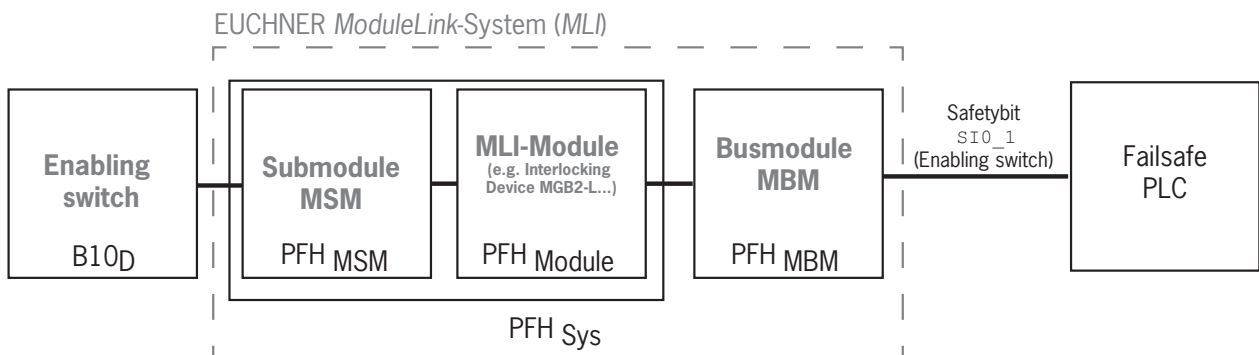 EUCHNER ModuleLink-System (MLI)
Enabling
switch
B10D
Submodule
MSM
PFH MSM
MLI-Module
(e.g. Interlocking
Device MGB2-L...)
PFH Module
Busmodule
MBM
PFH MBM
Safetybit
SI0_1
(Enabling switch)
Failsafe
PLC
PFH Sys